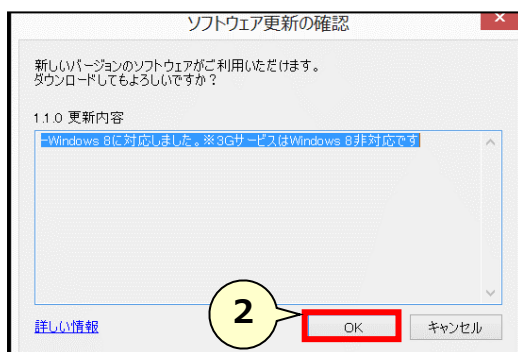 ソフトウェア更新の確認
新しいバージョンのソフトウェアがご利用いただけます。
ダウンロードしてもよろしいですか？
1.1.0 更新内容
-Windows 8に対応しました。※3GサービスはWindows 8非対応です
2
詳しい情報
OK
キャンセル